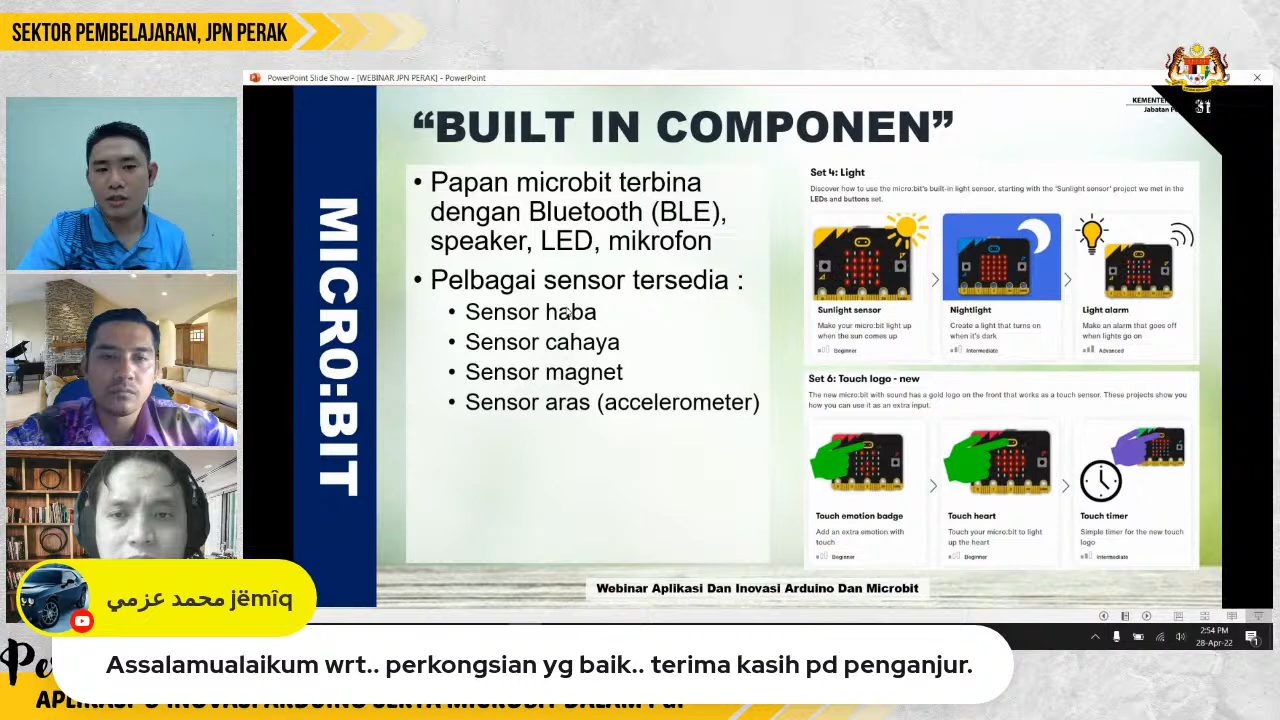 SEKTOR PEMBELAJARAN, JPN PERAK
PowerPoint Slide Show - [WEBINAR JPN PERAK] - PowerPoint
MICRO:BIT
“BUILT IN COMPONEN”
• Papan microbit terbina
dengan Bluetooth (BLE),
speaker, LED, mikrofon
• Pelbagai sensor tersedia :
• Sensor haba
• Sensor cahaya
• Sensor magnet
• Sensor aras (accelerometer)
Set 4: Light
Discover how to use the micro:bit's built-in light sensor, starting with the 'Sunlight sensor' project we met in the
LEDs and buttons set.
Sunlight sensor
Make your micro:bit light up
when the sun comes up
Beginner
Nightlight
Create a light that turns on
when it's dark
Intermediate
Light alarm
Make an alarm that goes off
when lights go on
Advanced
Set 6: Touch logo - new
The new micro:bit with sound has a gold logo on the front that works as a touch sensor. These projects show you
how you can use it as an extra input.
Touch emotion badge
Add an extra emotion with
touch
Beginner
Touch heart
Touch your micro:bit to light
up the heart
Beginner
Touch timer
Simple timer for the new touch
logo
Intermediate
Webinar Aplikasi Dan Inovasi Arduino Dan Microbit
2:54 PM
28-Apr-22
محمد عزمي jëmîq
Assalamualaikum wrt.. perkongsian yg baik.. terima kasih pd penganjur.